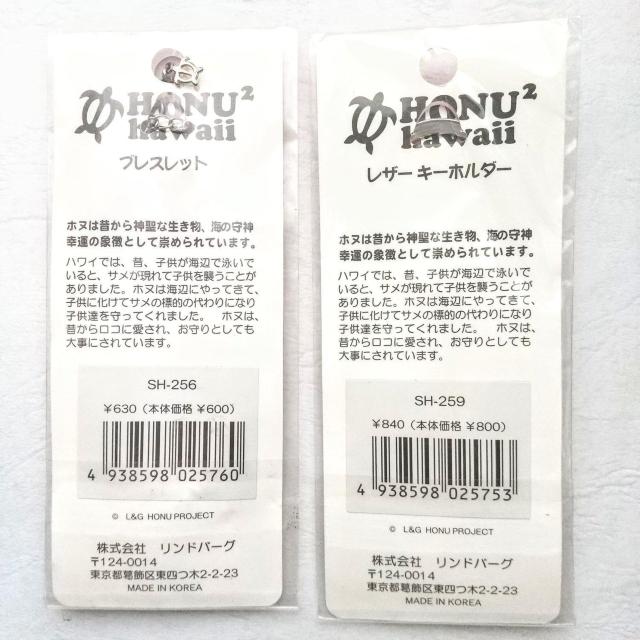 HONU²
hawaii
ブレスレット
ホヌは昔から神聖な生き物、海の守神
幸運の象徴として崇められています。
ハワイでは、昔、子供が海辺で泳いで
いると、サメが現れて子供を襲うことが
ありました。ホヌは海辺にやってきて、
子供に化けてサメの標的の代わりになり
子供達を守ってくれました。 ホヌは、
昔からロコに愛され、お守りとしても
大事にされています。
SH-256
¥630（本体価格 ¥600）
4 938598 025760
© L&G HONU PROJECT
株式会社 リンドバーグ
〒124-0014
東京都葛飾区東四つ木2-2-23
MADE IN KOREA
HONU²
hawaii
レザー キーホルダー
ホヌは昔から神聖な生き物、海の守神
幸運の象徴として崇められています。
ハワイでは、昔、子供が海辺で泳いで
いると、サメが現れて子供を襲うことが
ありました。ホヌは海辺にやってきて、
子供に化けてサメの標的の代わりになり
子供達を守ってくれました。 ホヌは、
昔からロコに愛され、お守りとしても
大事にされています。
SH-259
¥840（本体価格 ¥800）
4 938598 025753
© L&G HONU PROJECT
株式会社 リンドバーグ
〒124-0014
東京都葛飾区東四つ木2-2-23
MADE IN KOREA